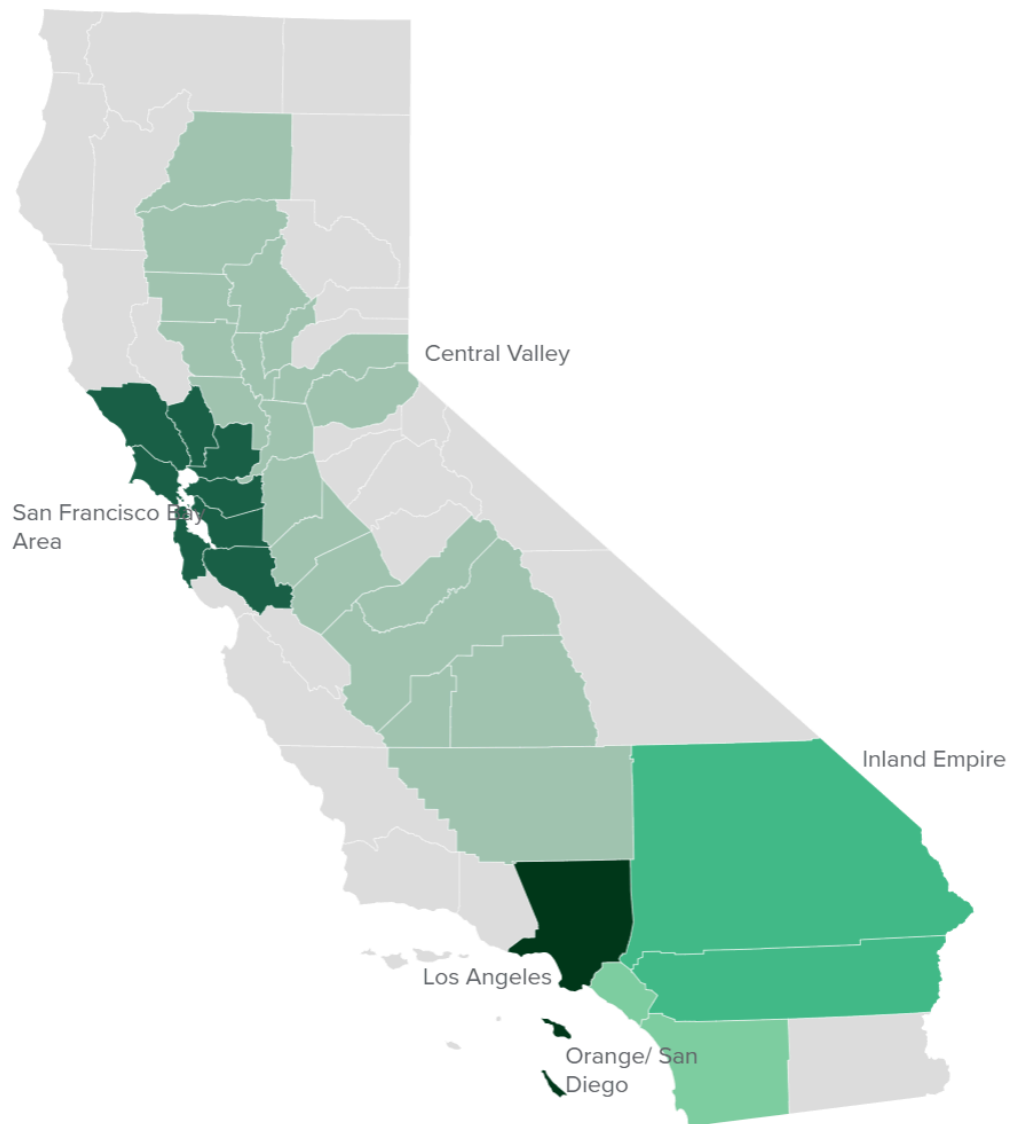 Central Valley
San Francisco Bay
Area
Inland Empire
Los Angeles
Orange/ San
Diego